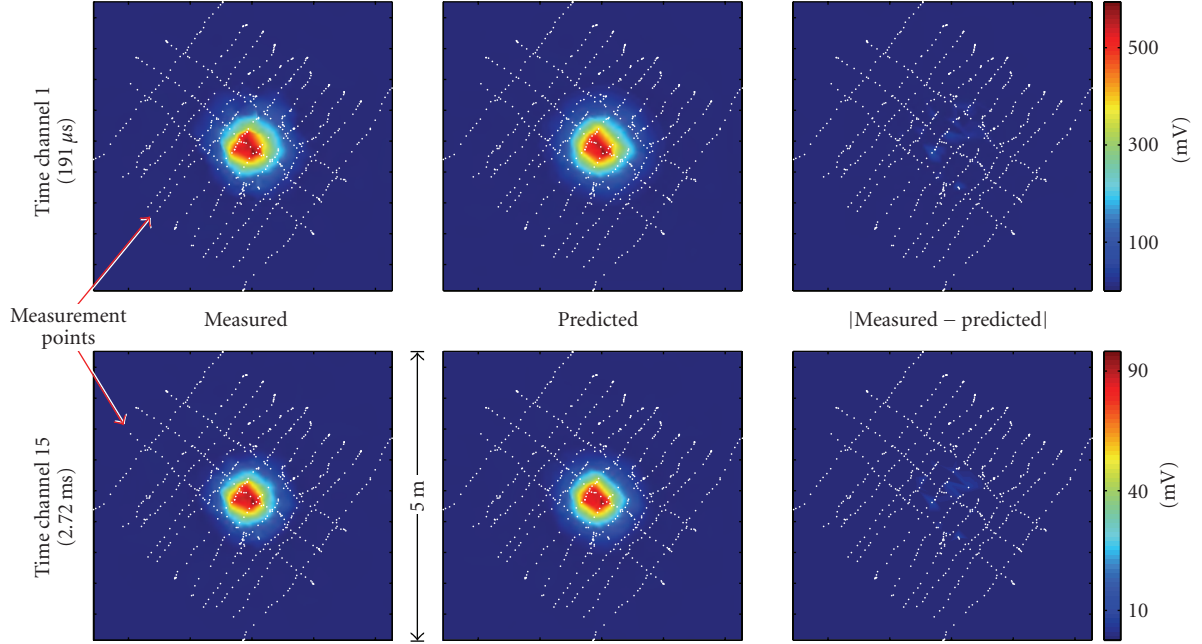 Time channel 1
(191 μs)
500
300
100
(mV)
Measurement
points
Measured
Predicted
|Measured − predicted|
Time channel 15
(2.72 ms)
5 m
90
40
10
(mV)